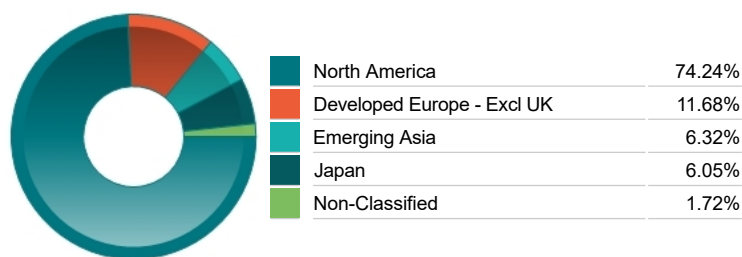 North America 74.24%
Developed Europe - Excl UK 11.68%
Emerging Asia 6.32%
Japan 6.05%
Non-Classified 1.72%